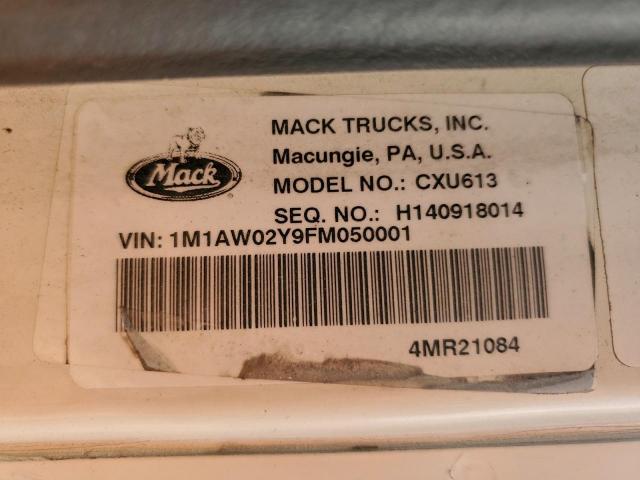 Mack
MACK TRUCKS, INC.
Macungie, PA, U.S.A.
MODEL NO.: CXU613
SEQ. NO.: H140918014
VIN: 1M1AW02Y9FM050001
4MR21084